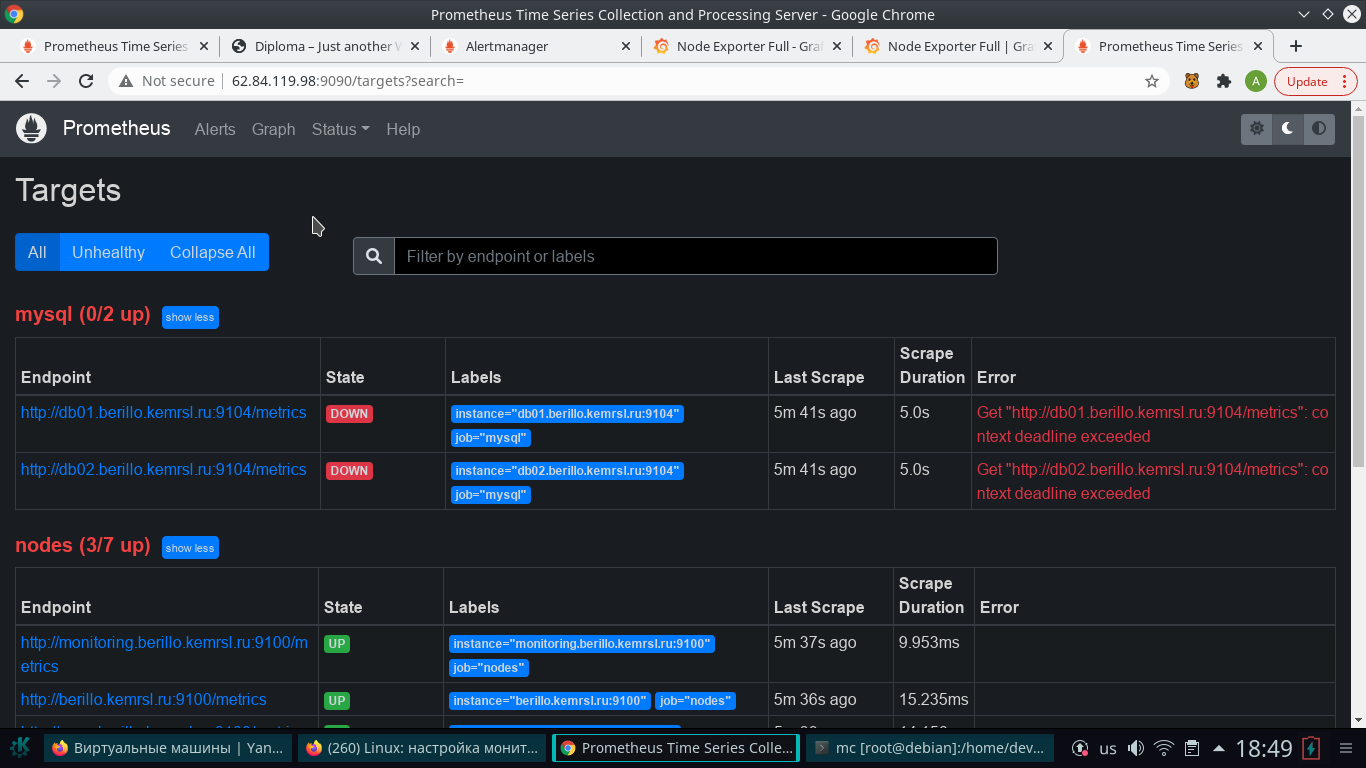 Prometheus Time Series Collection and Processing Server - Google Chrome
Prometheus Time Series
Diploma – Just another W
Alertmanager
Node Exporter Full - Graf
Node Exporter Full | Gra
Prometheus Time Series
Not secure
62.84.119.98:9090/targets?search=
A
Update
Prometheus
Alerts
Graph
Status
Help
Targets
All
Unhealthy
Collapse All
Filter by endpoint or labels
mysql (0/2 up)
show less
Endpoint
State
Labels
Last Scrape
Scrape
Duration
Error
http://db01.berillo.kemrsl.ru:9104/metrics
DOWN
instance="db01.berillo.kemrsl.ru:9104"
job="mysql"
5m 41s ago
5.0s
Get "http://db01.berillo.kemrsl.ru:9104/metrics": co
ntext deadline exceeded
http://db02.berillo.kemrsl.ru:9104/metrics
DOWN
instance="db02.berillo.kemrsl.ru:9104"
job="mysql"
5m 41s ago
5.0s
Get "http://db02.berillo.kemrsl.ru:9104/metrics": co
ntext deadline exceeded
nodes (3/7 up)
show less
Endpoint
State
Labels
Last Scrape
Scrape
Duration
Error
http://monitoring.berillo.kemrsl.ru:9100/m
etrics
UP
instance="monitoring.berillo.kemrsl.ru:9100"
job="nodes"
5m 37s ago
9.953ms
http://berillo.kemrsl.ru:9100/metrics
UP
instance="berillo.kemrsl.ru:9100"
job="nodes"
5m 36s ago
15.235ms
Виртуальные машины | Yan...
(260) Linux: настройка монит...
Prometheus Time Series Colle...
mc [root@debian]:/home/dev...
us
18:49